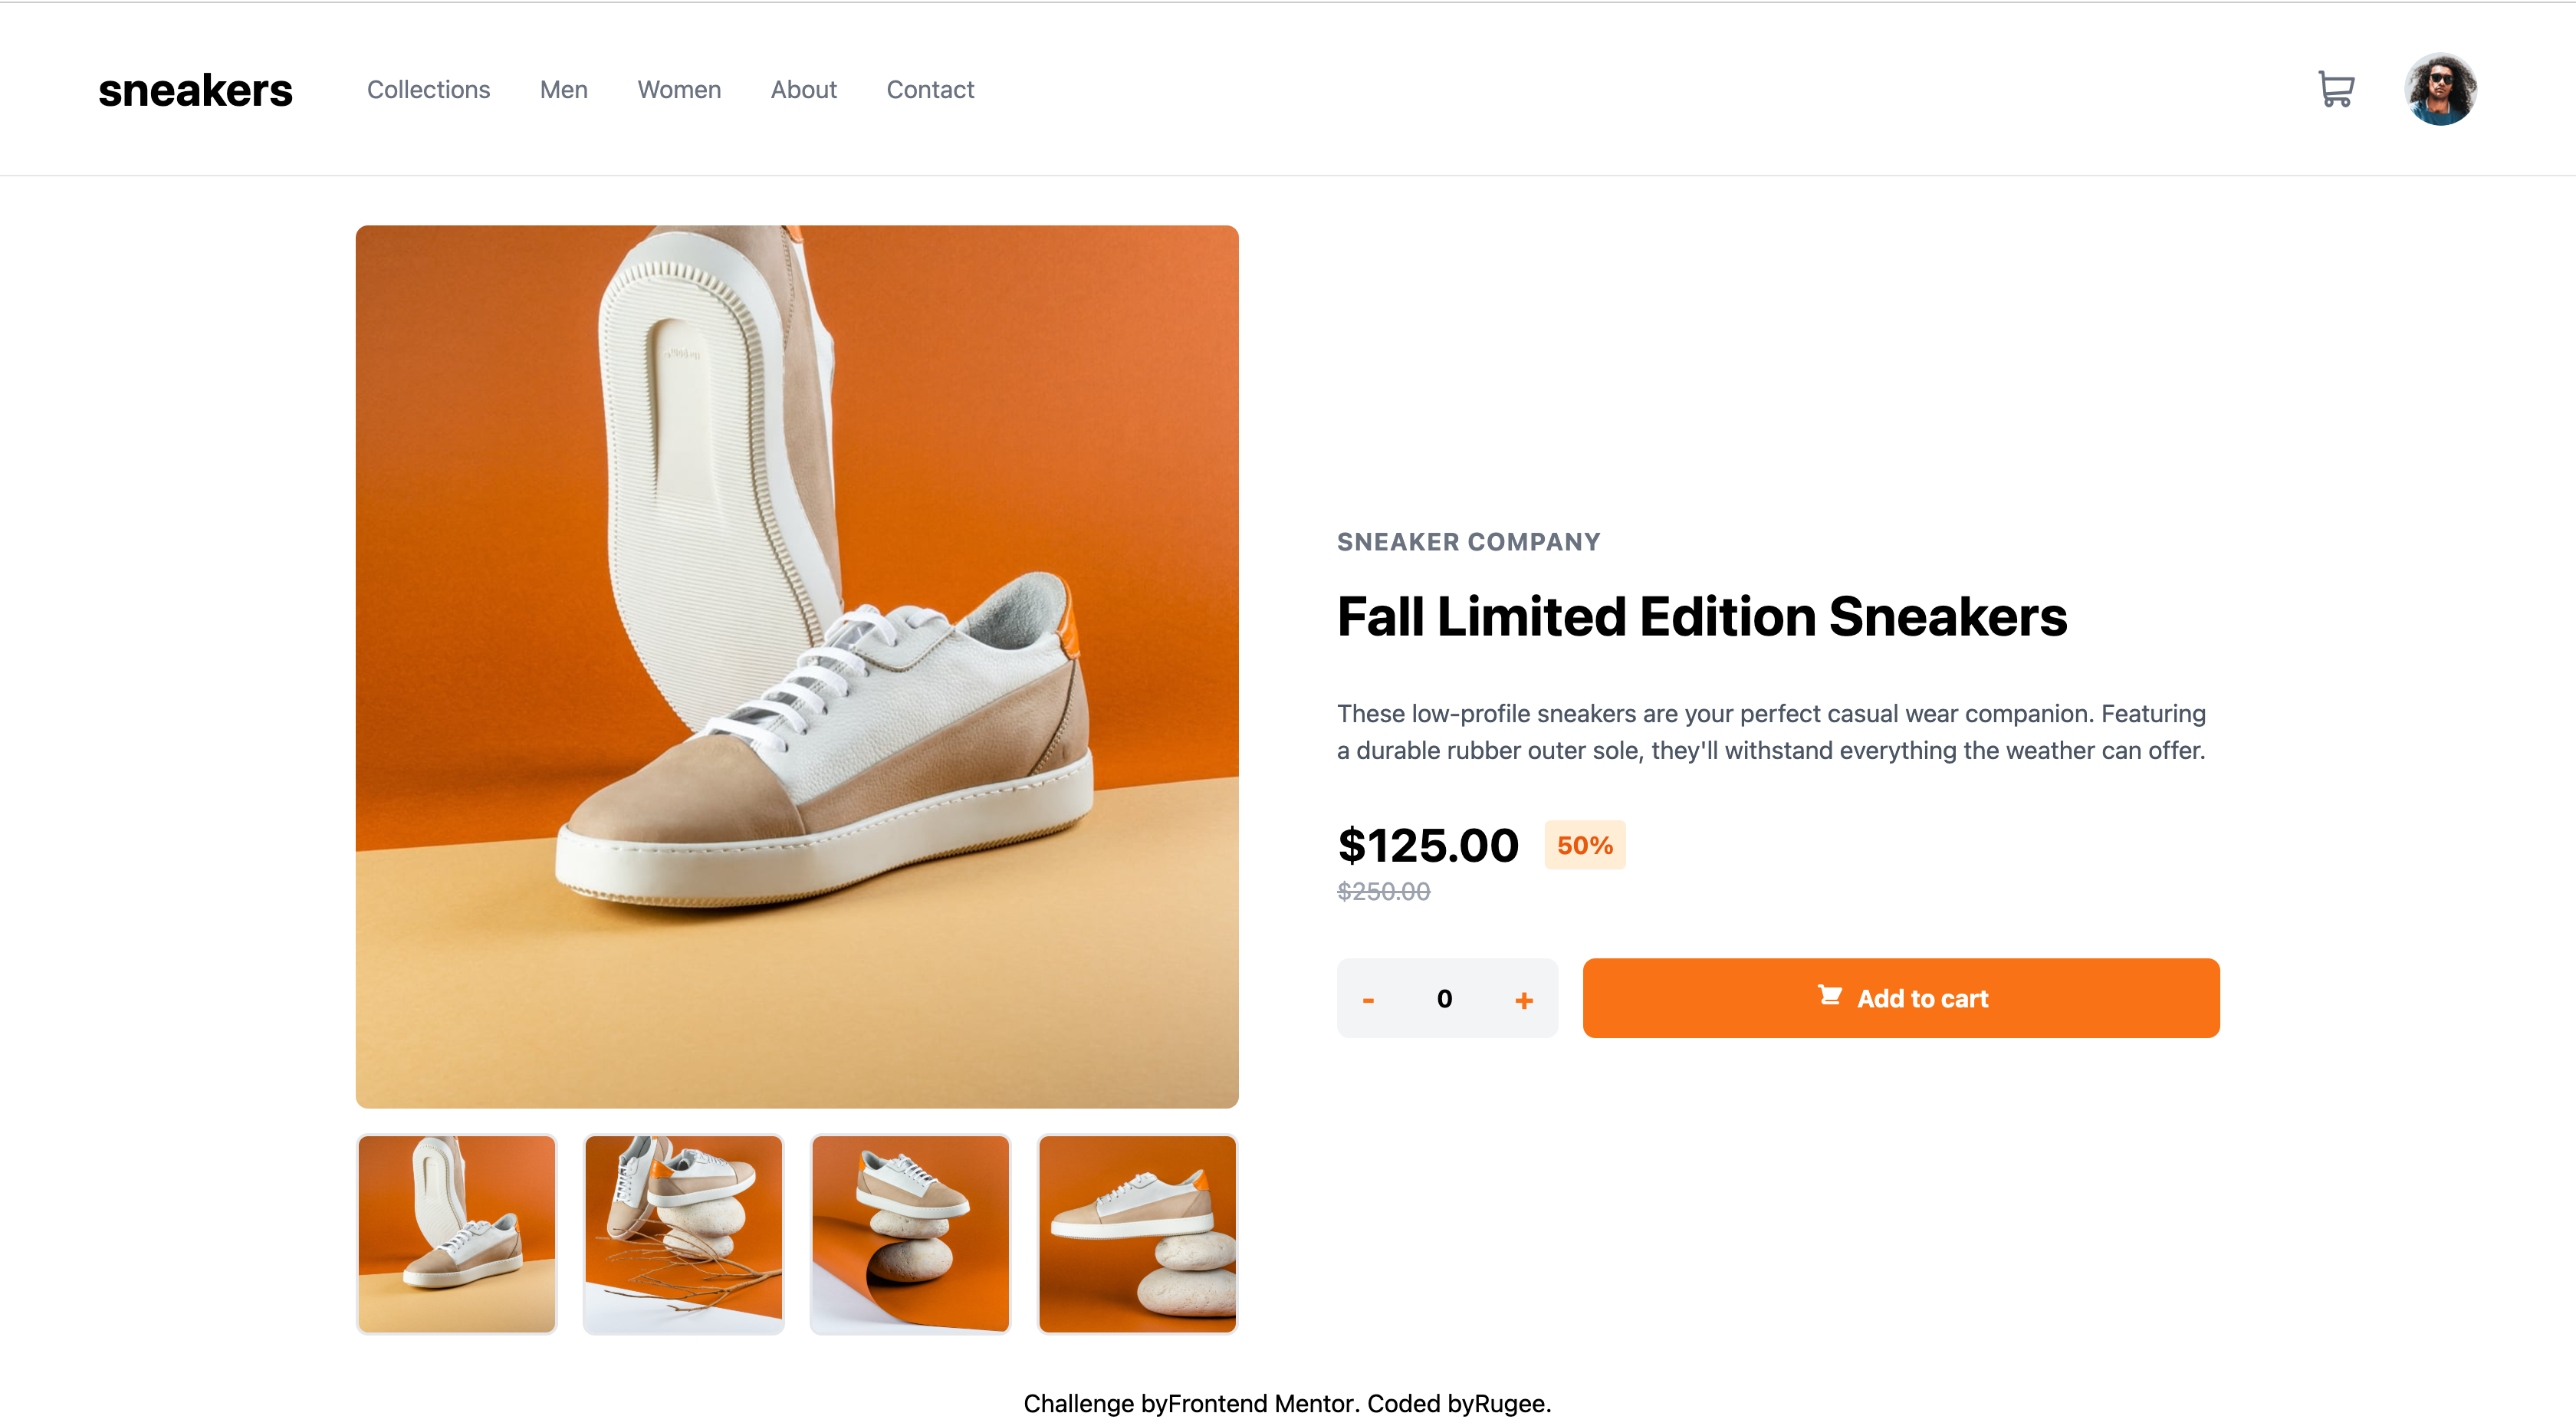 sneakers
Collections
Men
Women
About
Contact
SNEAKER COMPANY
Fall Limited Edition Sneakers
These low-profile sneakers are your perfect casual wear companion. Featuring
a durable rubber outer sole, they'll withstand everything the weather can offer.
$125.00
50%
$250.00
-
0
+
Add to cart
Challenge byFrontend Mentor. Coded byRugee.